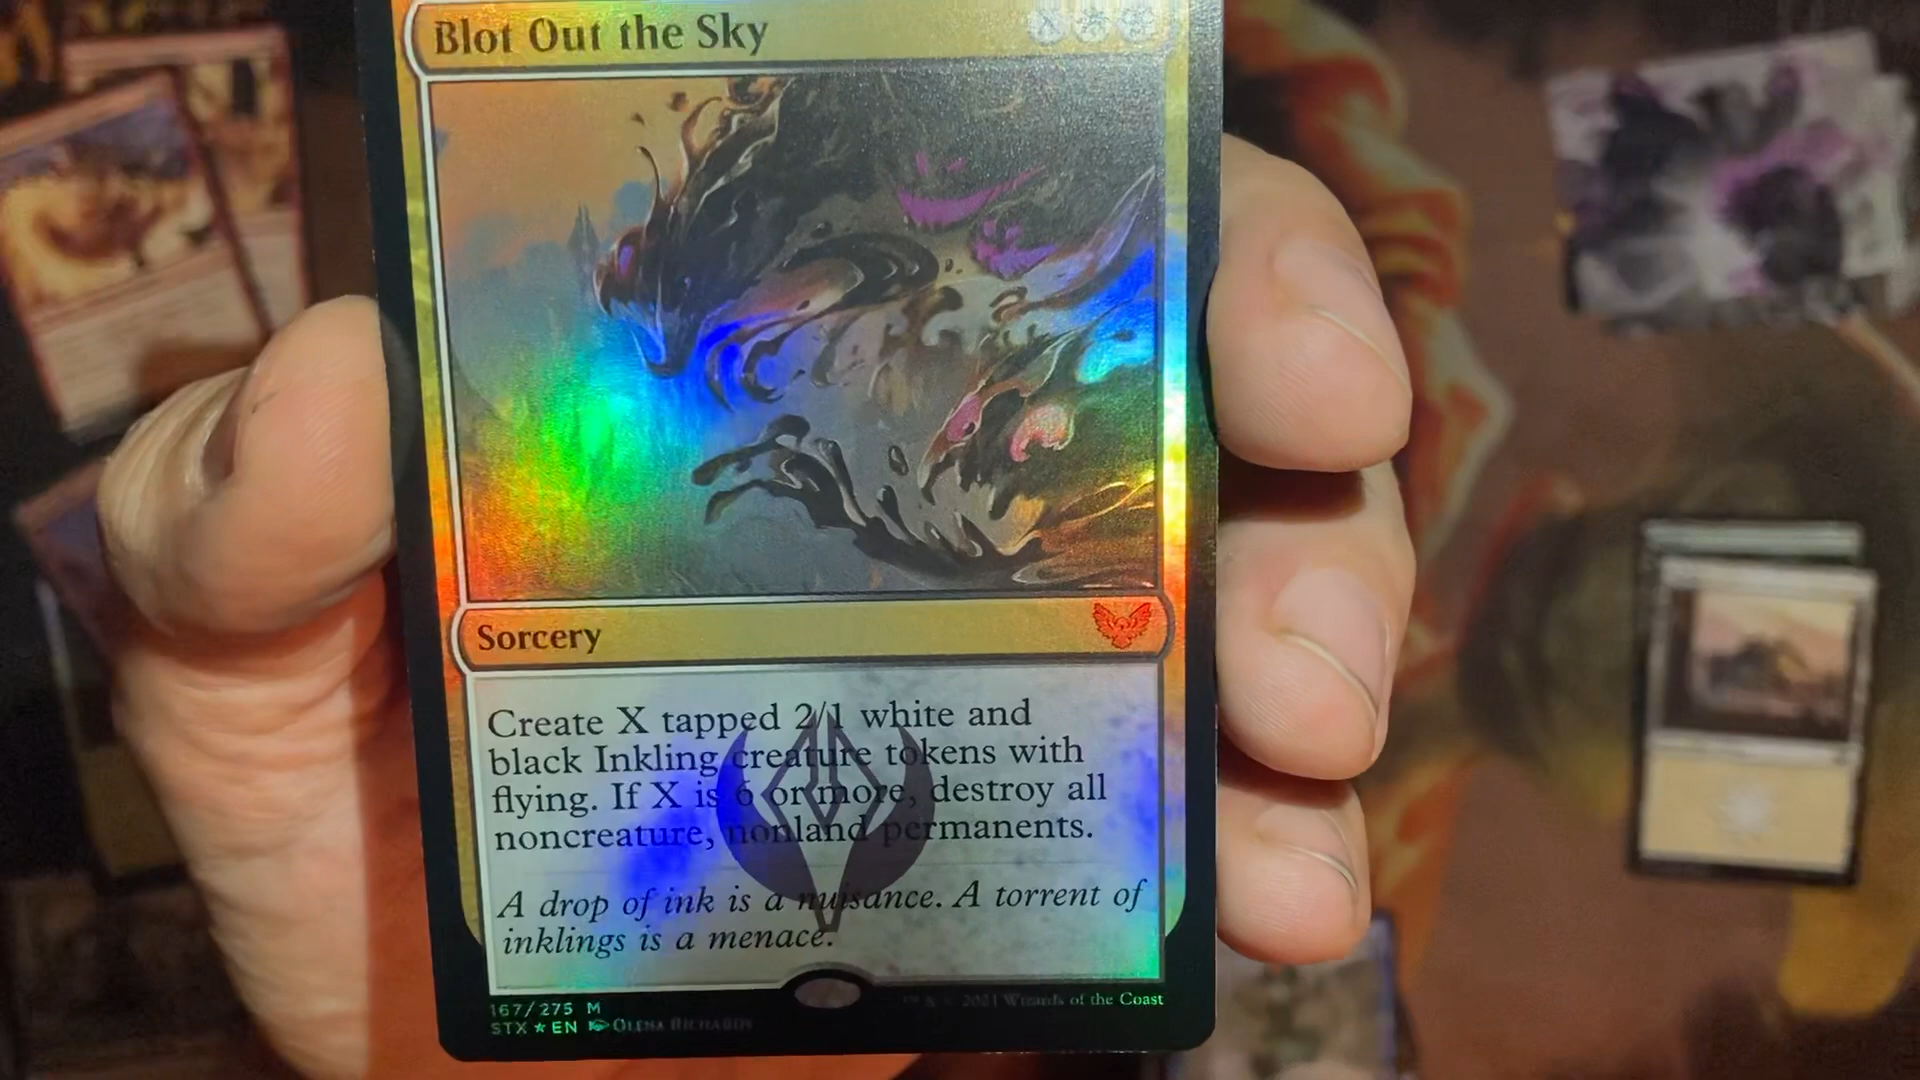 Blot Out the Sky
Sorcery
Create X tapped 2/1 white and
black Inkling creature tokens with
flying. If X is 6 or more, destroy all
noncreature, nonland permanents.
A drop of ink is a nuisance. A torrent of
inklings is a menace.
167/275 M
2021 Wizards of the Coast
STX★EN Olena Richards